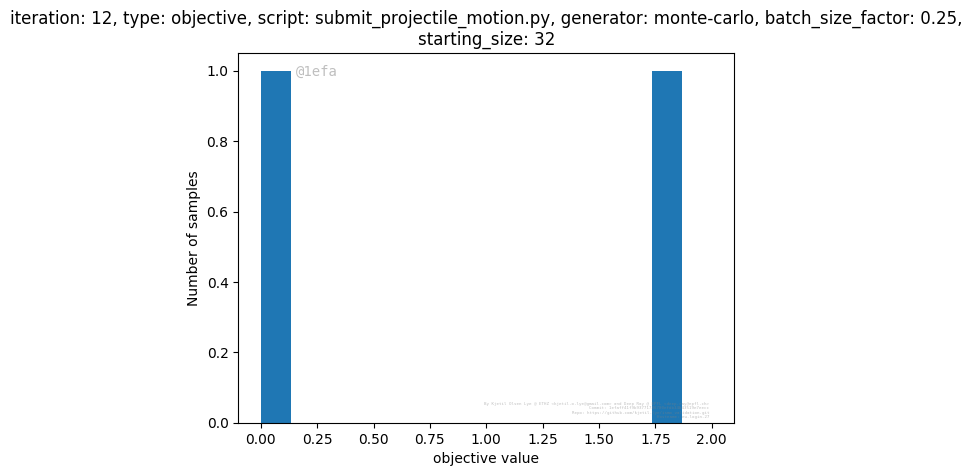 iteration: 12, type: objective, script: submit_projectile_motion.py, generator: monte-carlo, batch_size_factor: 0.25,
starting_size: 32
@1efa
1.0
0.8
0.6
0.4
0.2
0.0
Number of samples
0.00 0.25 0.50 0.75 1.00 1.25 1.50 1.75 2.00
objective value